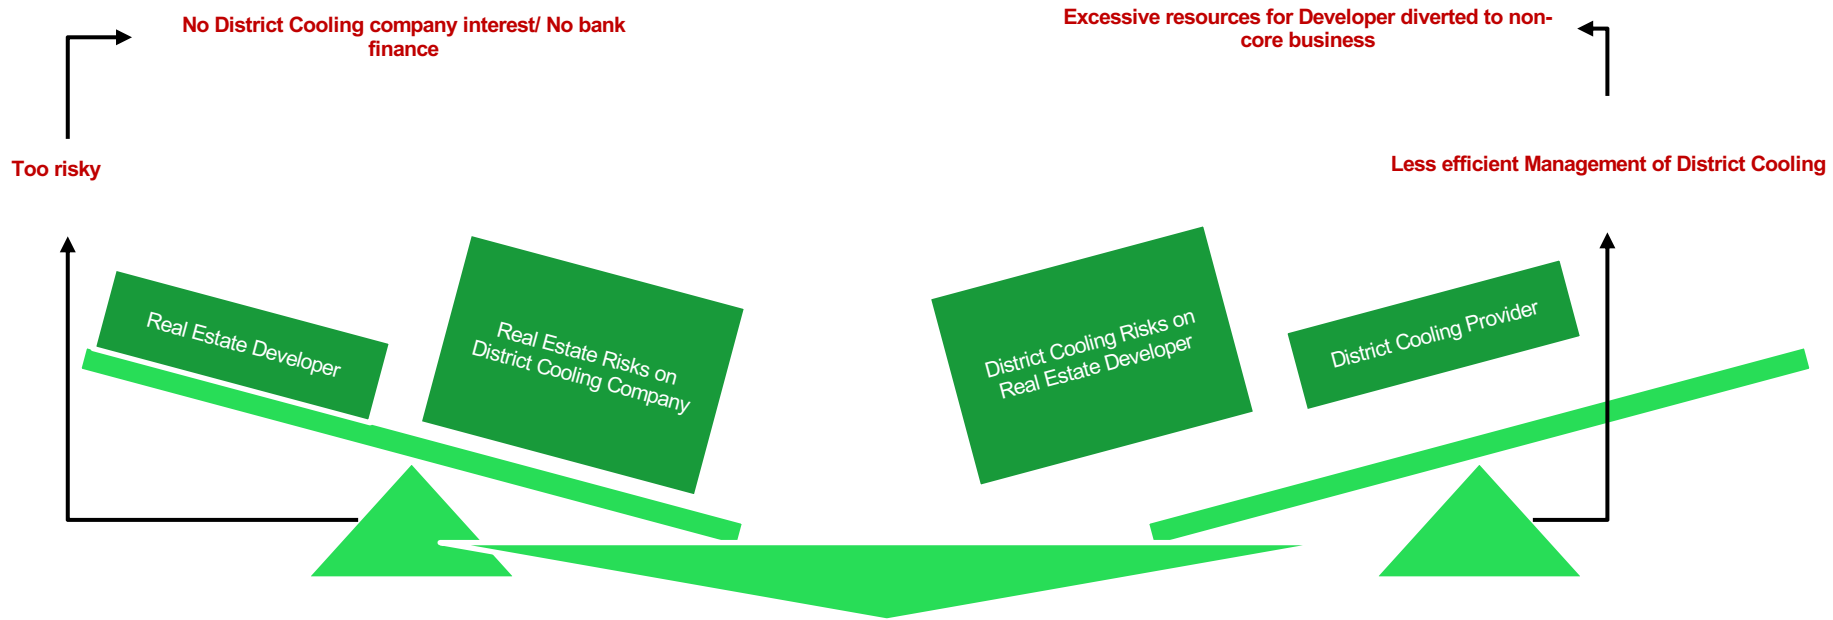 No District Cooling company interest/ No bank
finance
Excessive resources for Developer diverted to non-
core business
Too risky
Less efficient Management of District Cooling
Real Estate Developer
Real Estate Risks on
District Cooling Company
District Cooling Risks on
Real Estate Developer
District Cooling Provider